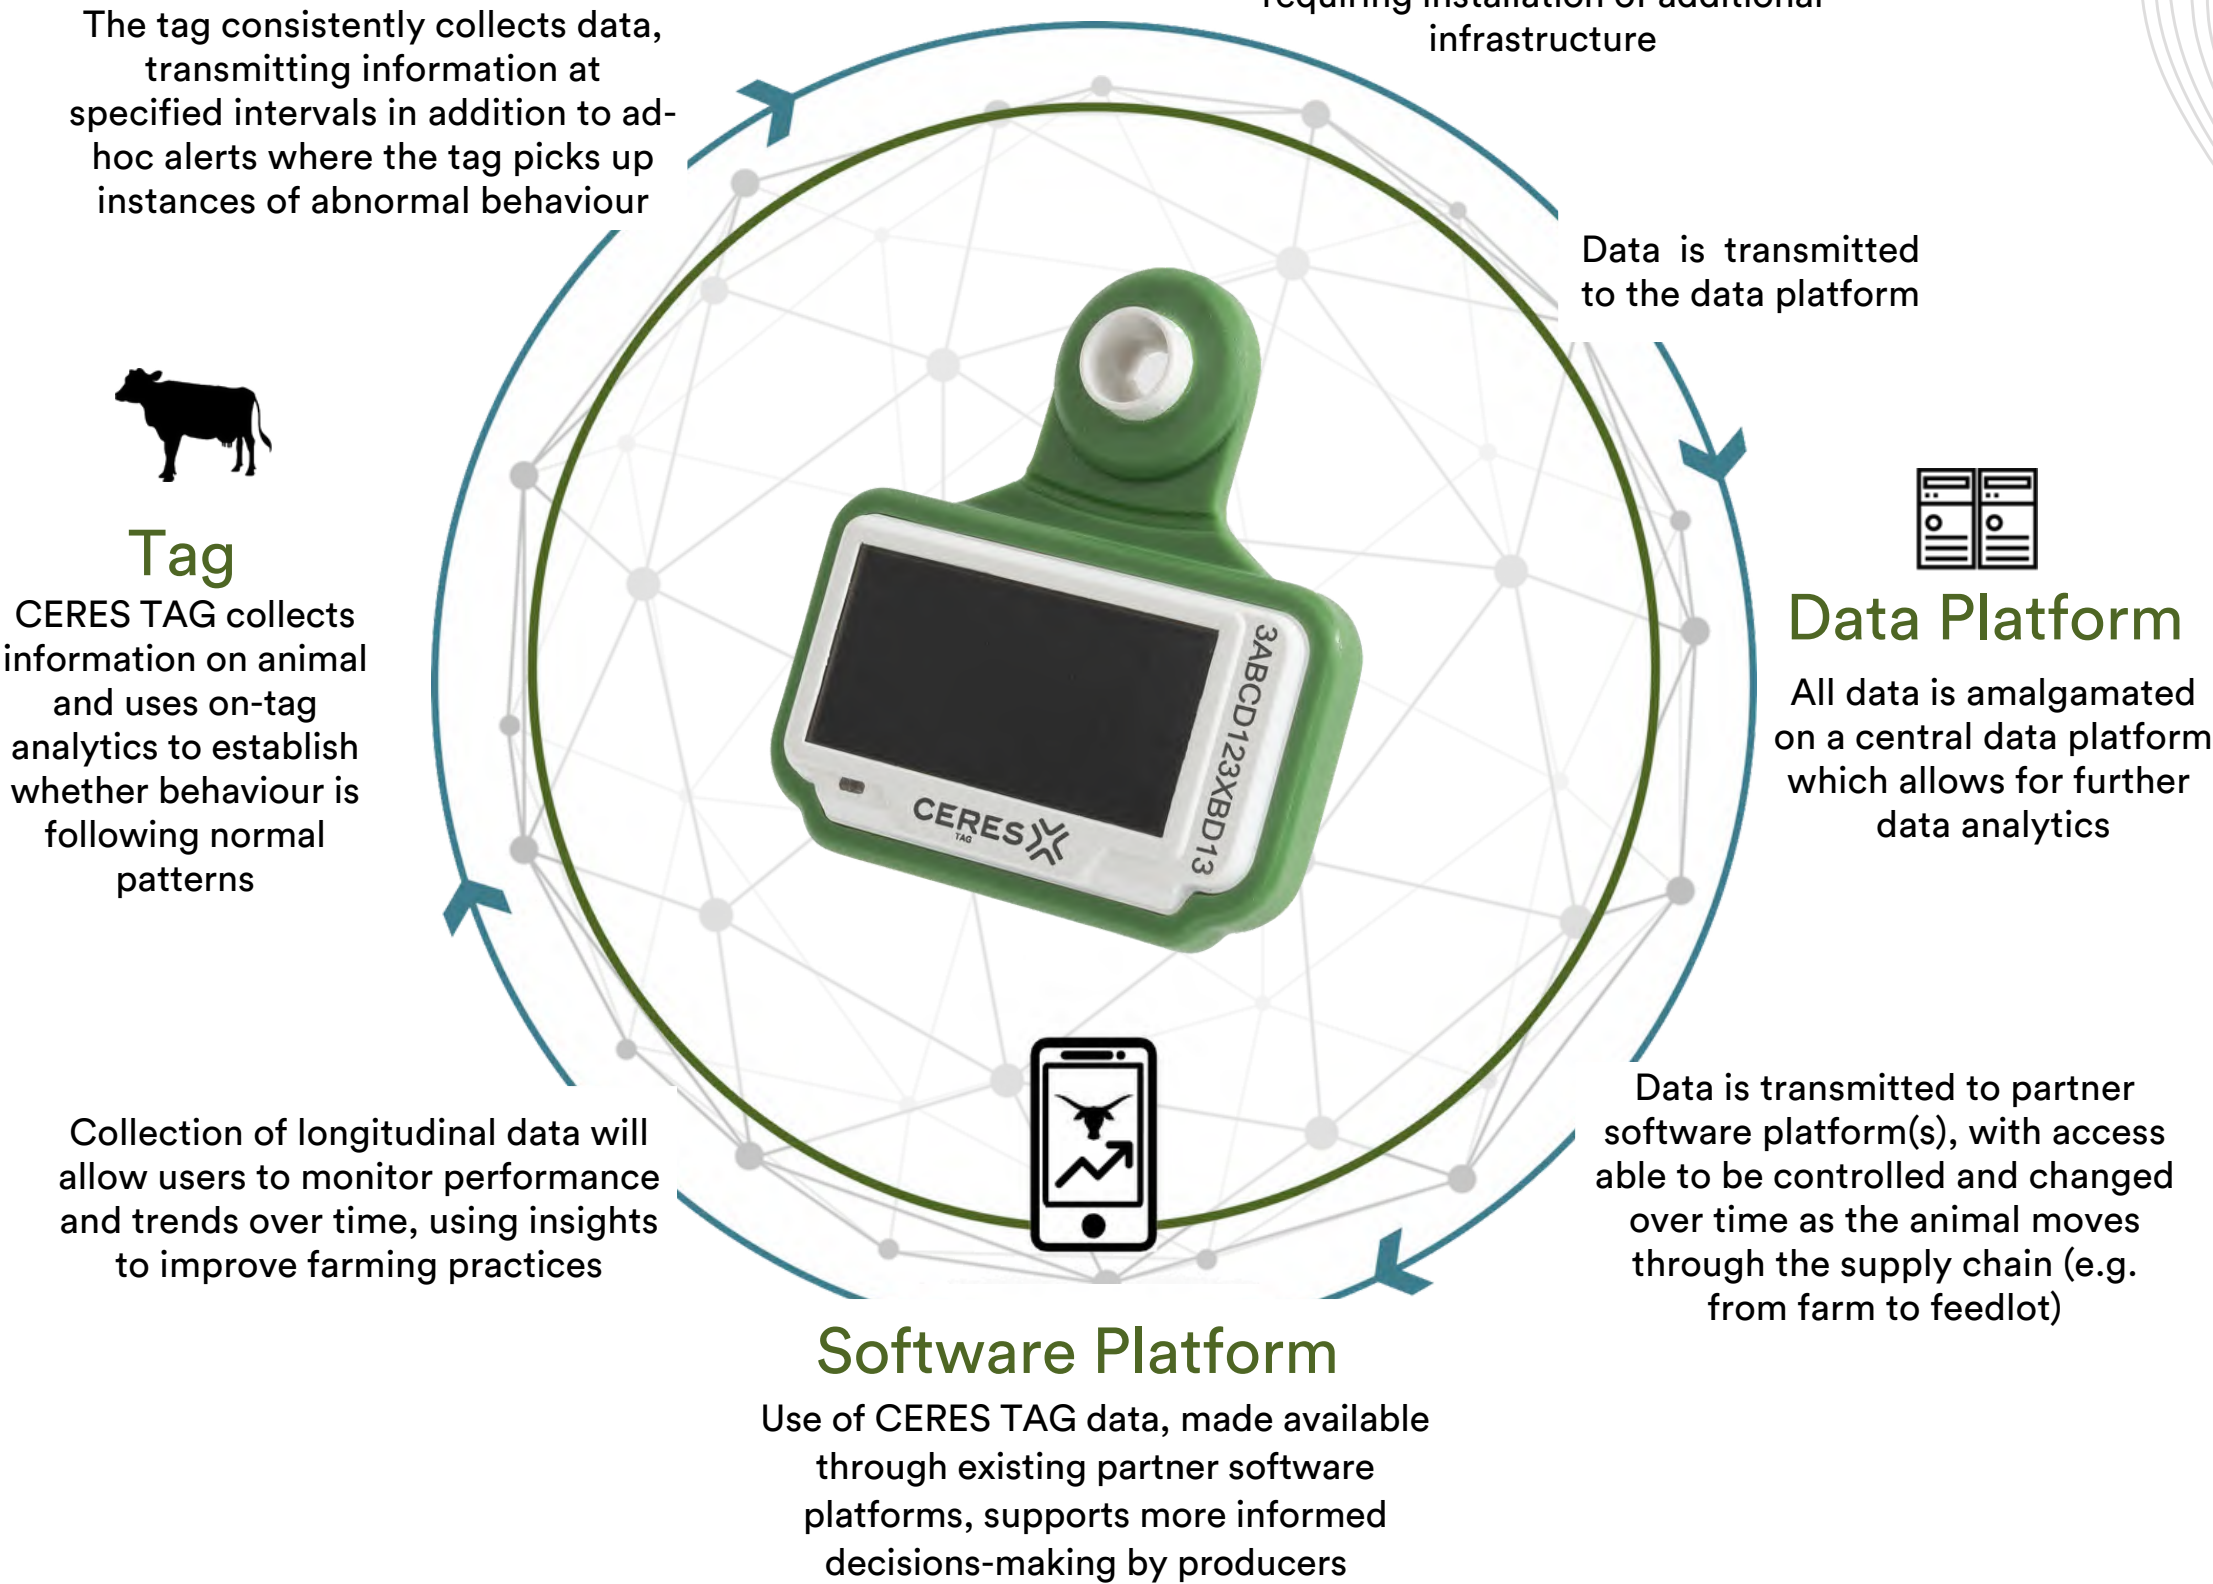 The tag consistently collects data,
transmitting information at
specified intervals in addition to ad-
hoc alerts where the tag picks up
instances of abnormal behaviour
requiring installation of additional
infrastructure
Data is transmitted
to the data platform
Tag
CERES TAG collects
information on animal
and uses on-tag
analytics to establish
whether behaviour is
following normal
patterns
3ABCD123XBD13
CERES
TAG
Data Platform
All data is amalgamated
on a central data platform
which allows for further
data analytics
Collection of longitudinal data will
allow users to monitor performance
and trends over time, using insights
to improve farming practices
Data is transmitted to partner
software platform(s), with access
able to be controlled and changed
over time as the animal moves
through the supply chain (e.g.
from farm to feedlot)
Software Platform
Use of CERES TAG data, made available
through existing partner software
platforms, supports more informed
decisions-making by producers